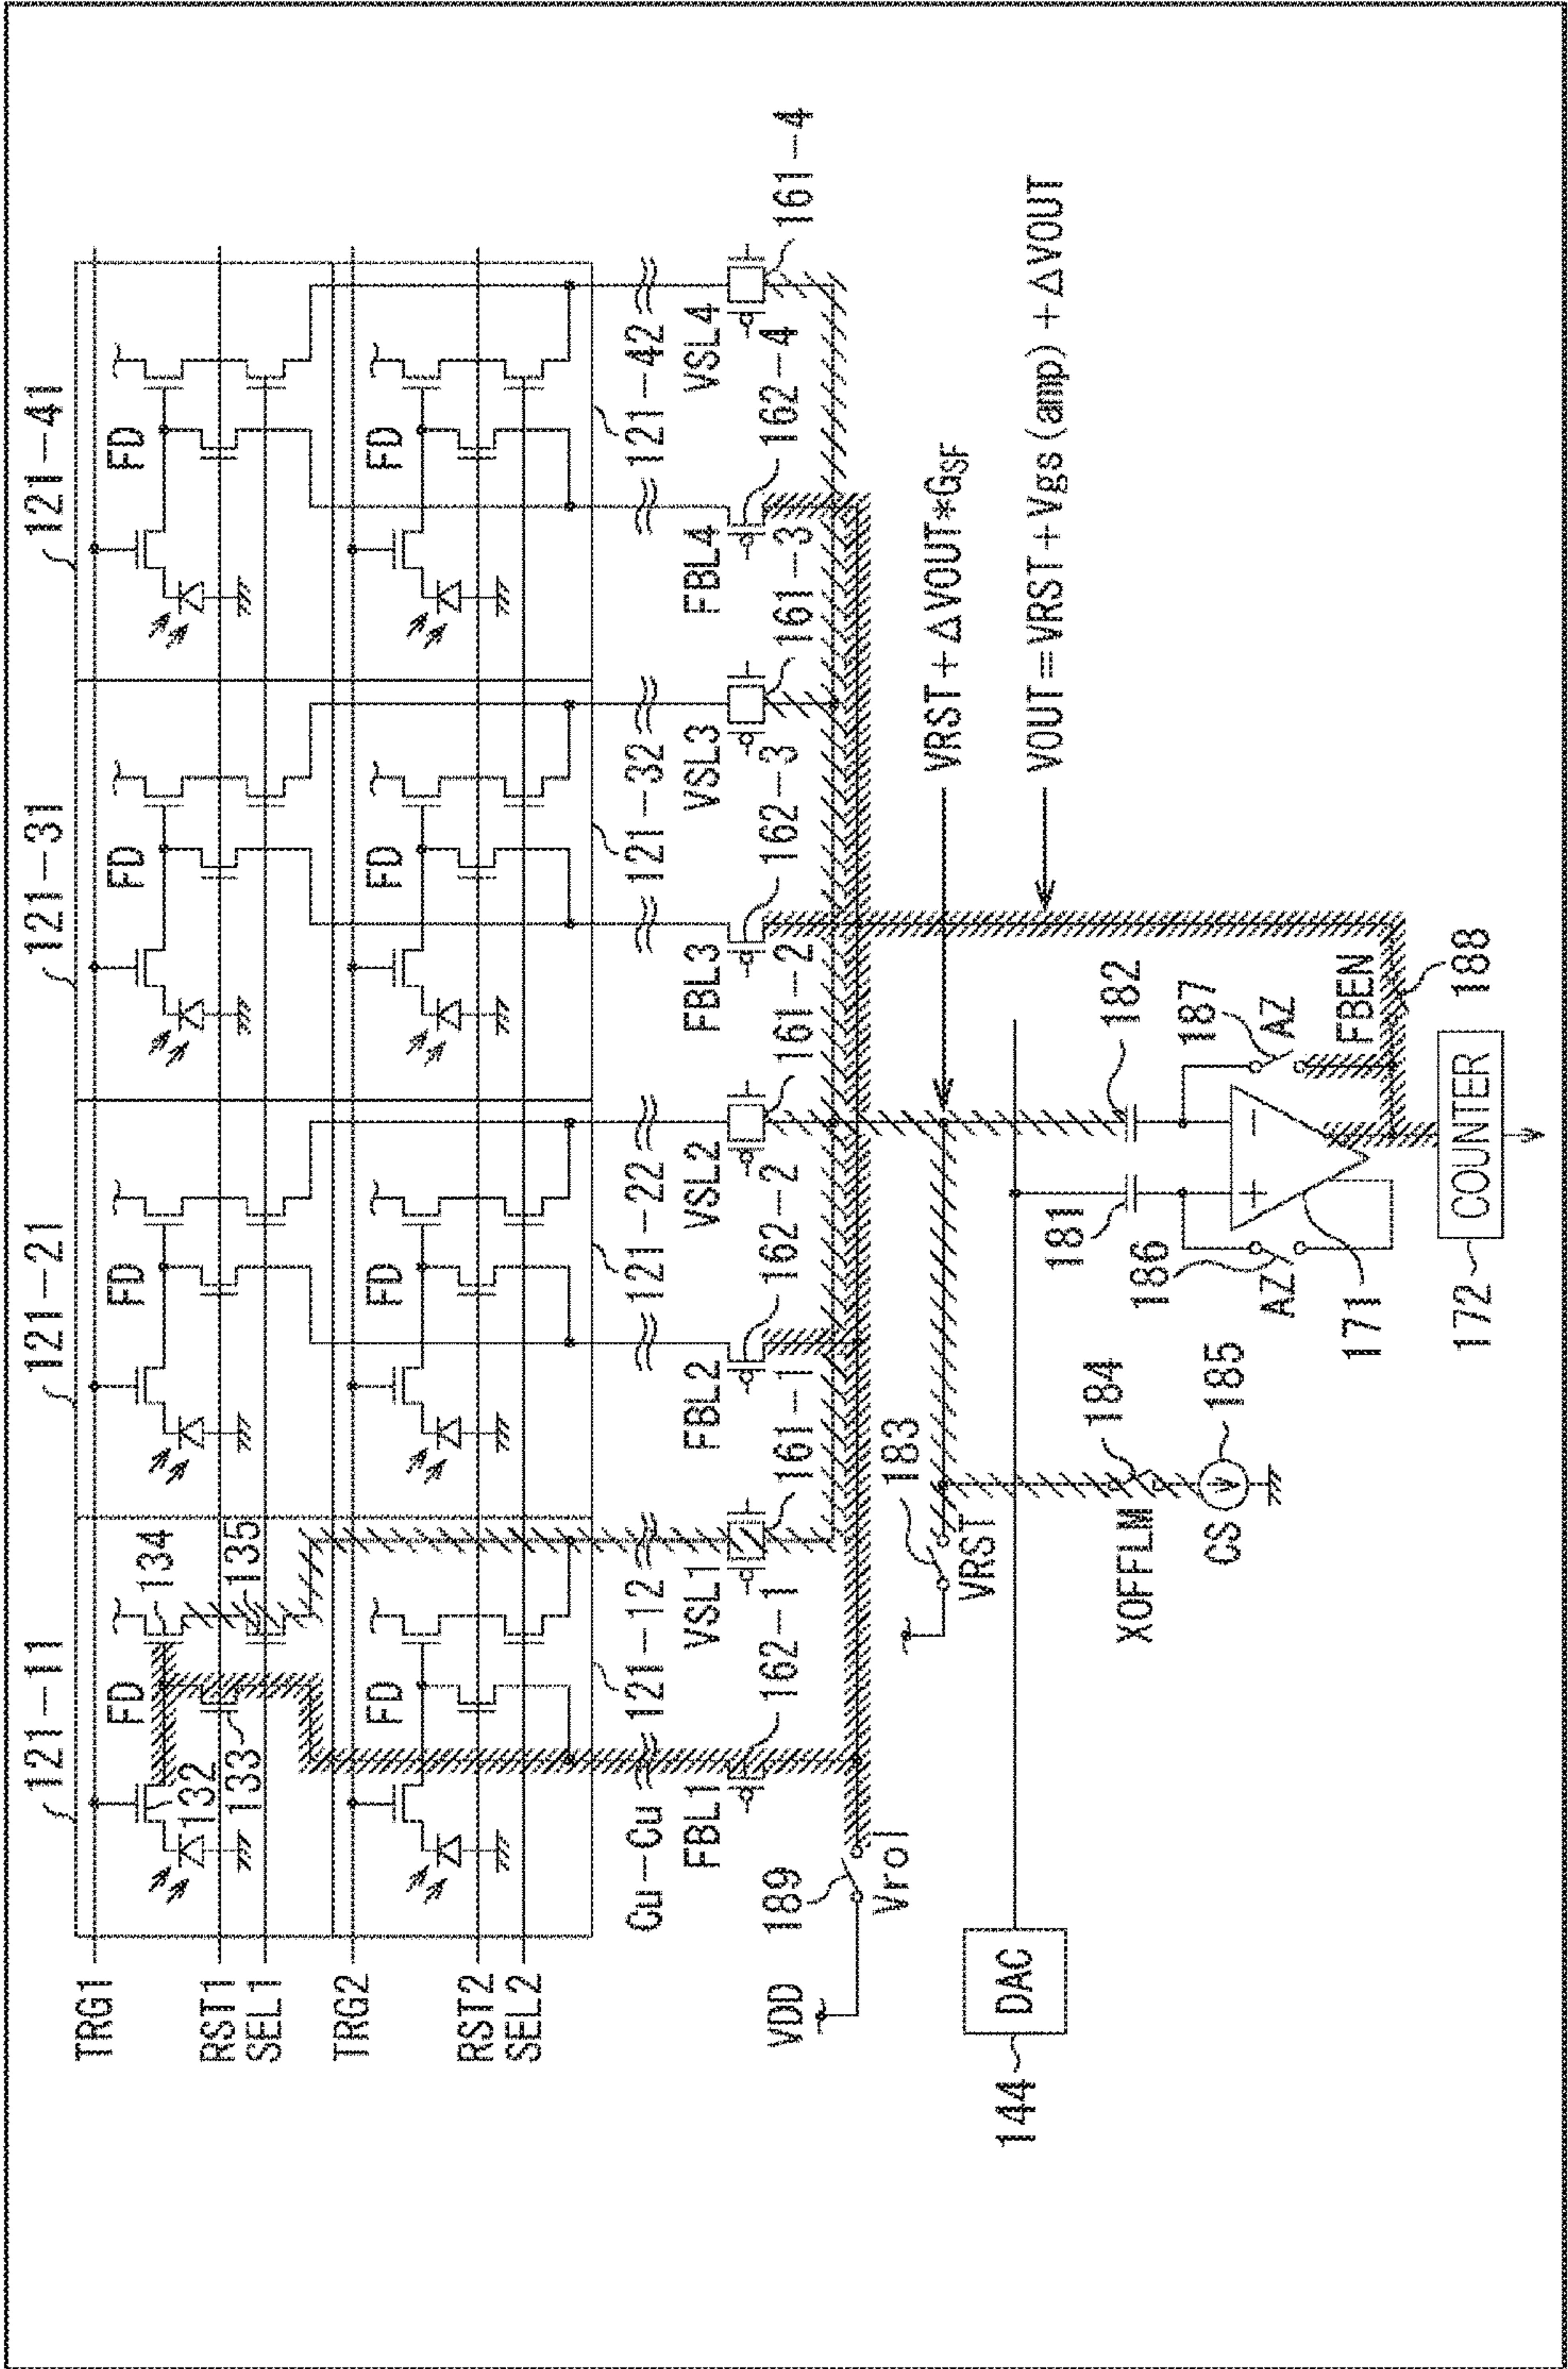 121-11
121-21
121-31
121-41
TRG1
RST1
SEL1
TRG2
RST2
SEL2
FD
134
132
133
135
FD
FD
FD
FD
FD
FD
FD
Cu-Cu
121-12
121-22
121-32
121-42
FBL1
VSL1
FBL2
VSL2
FBL3
VSL3
FBL4
VSL4
162-1
161-1
162-2
161-2
162-3
161-3
162-4
161-4
VDD
189
Vrol
183
VRST
VRST+ΔVOUT*GSF
VOUT=VRST+Vgs(amp)+ΔVOUT
144
DAC
XOFFLM
184
CS
185
181
182
186
AZ
187
AZ
+
−
171
FBEN
188
172
COUNTER